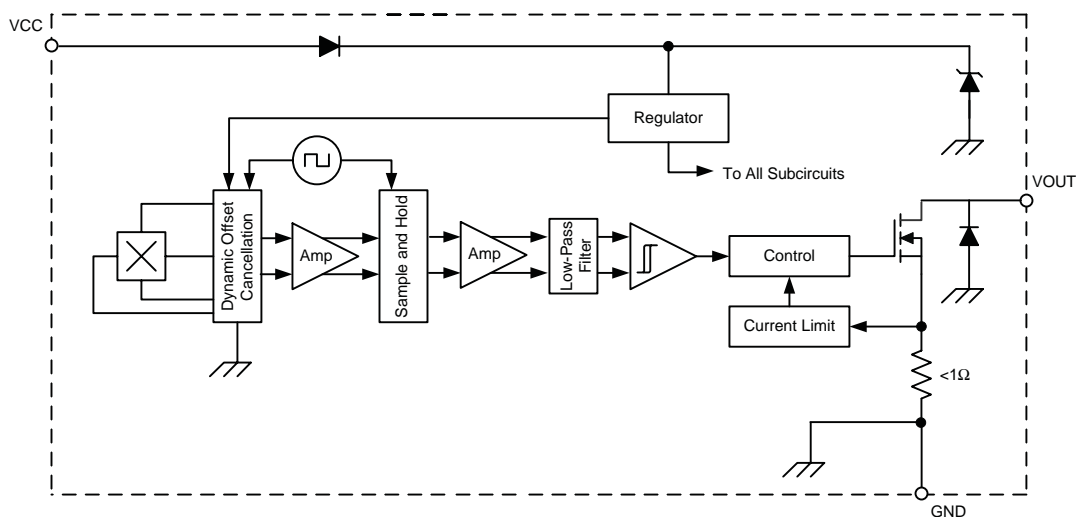 VCC
Regulator
To All Subcircuits
VOUT
Dynamic Offset
Cancellation
Amp
Sample and Hold
Amp
Low-Pass
Filter
Control
Current Limit
<1Ω
GND